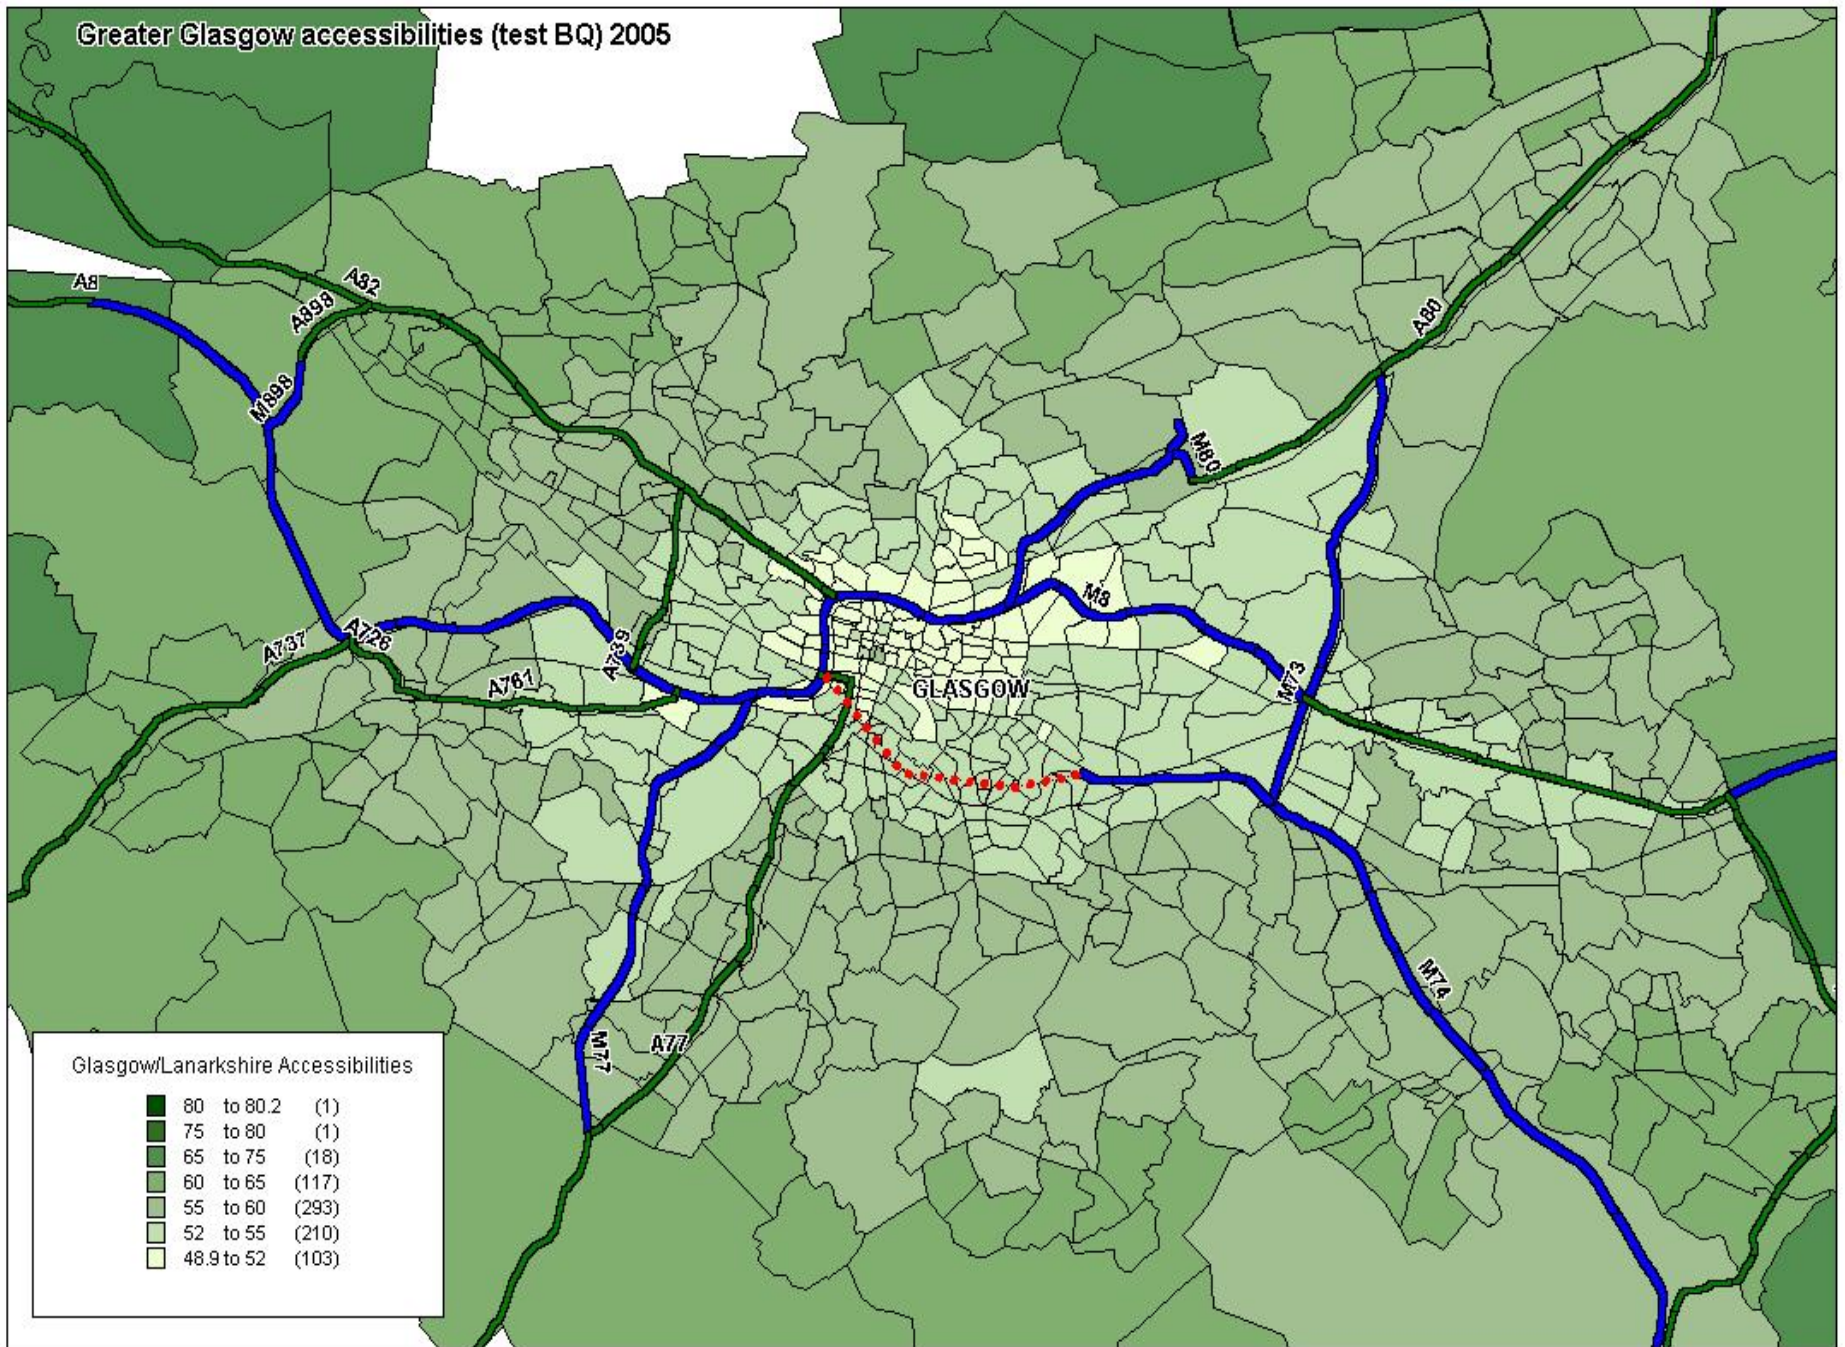 Greater Glasgow accessibilities (test BQ) 2005
A8
A82
A898
M898
A80
M80
M8
A737
A726
A739
A761
M73
GLASGOW
M74
M77
A77
Glasgow/Lanarkshire Accessibilities
80 to 80.2 (1)
75 to 80 (1)
65 to 75 (18)
60 to 65 (117)
55 to 60 (293)
52 to 55 (210)
48.9 to 52 (103)